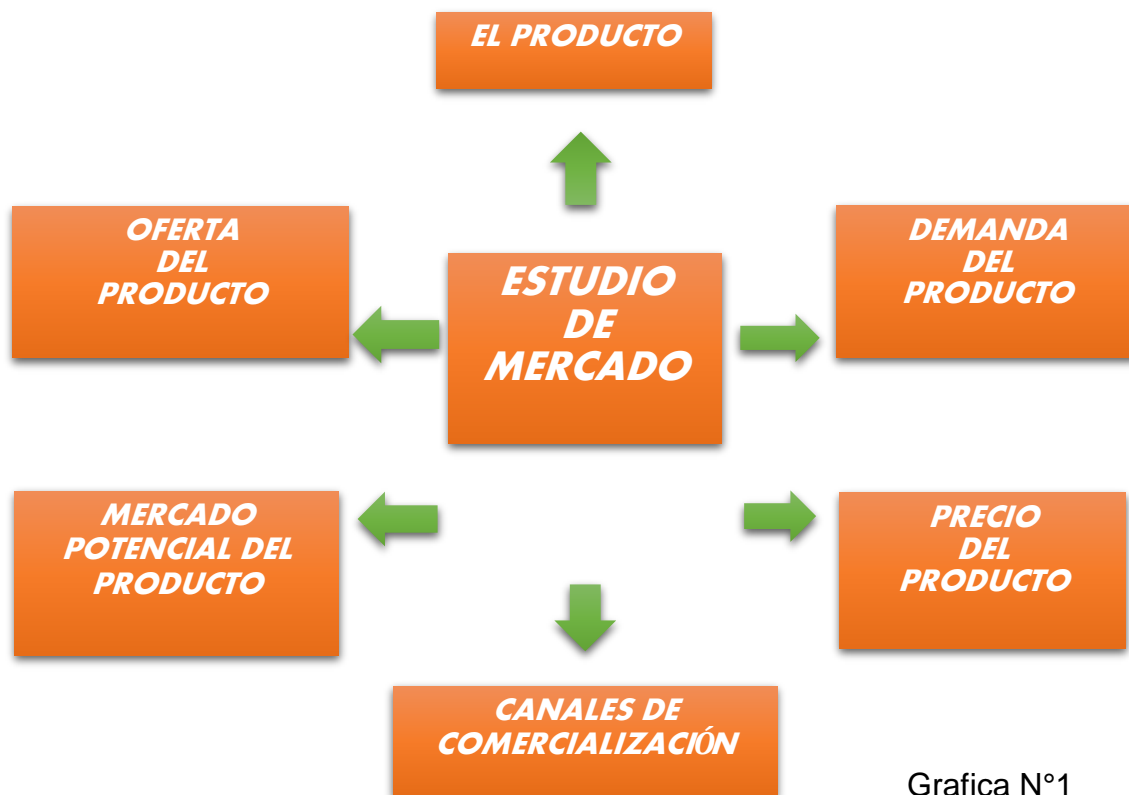 EL PRODUCTO
OFERTA
DEL
PRODUCTO
ESTUDIO
DE
MERCADO
DEMANDA
DEL
PRODUCTO
MERCADO
POTENCIAL DEL
PRODUCTO
PRECIO
DEL
PRODUCTO
CANALES DE
COMERCIALIZACIÓN
Grafica N°1